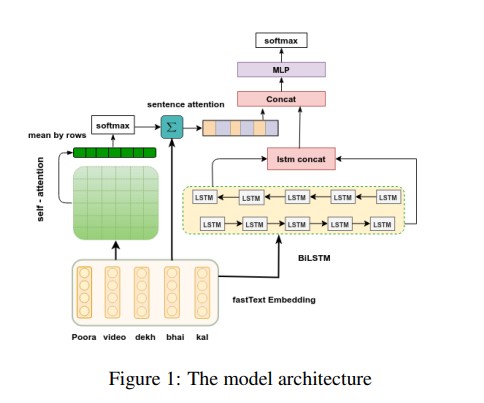 softmax
MLP
Concat
sentence attention
softmax
Σ
mean by rows
lstm concat
self - attention
LSTM LSTM LSTM LSTM LSTM
LSTM LSTM LSTM LSTM LSTM
BiLSTM
fastText Embedding
Poora video dekh bhai kal
Figure 1: The model architecture